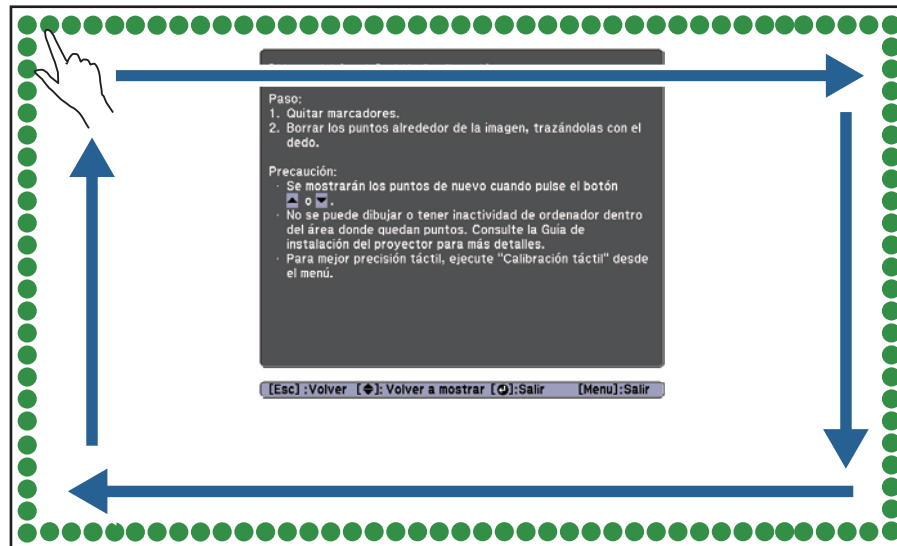 Paso:
1. Quitar marcadores.
2. Borrar los puntos alrededor de la imagen, trazándolas con el
dedo.
Precaución:
· Se mostrarán los puntos de nuevo cuando pulse el botón
▲ o ▼.
· No se puede dibujar o tener inactividad de ordenador dentro
del área donde quedan puntos. Consulte la Guía de
instalación del proyector para más detalles.
· Para mejor precisión táctil, ejecute "Calibración táctil" desde
el menú.
[Esc] :Volver [◆]: Volver a mostrar [↵]:Salir [Menu]:Salir